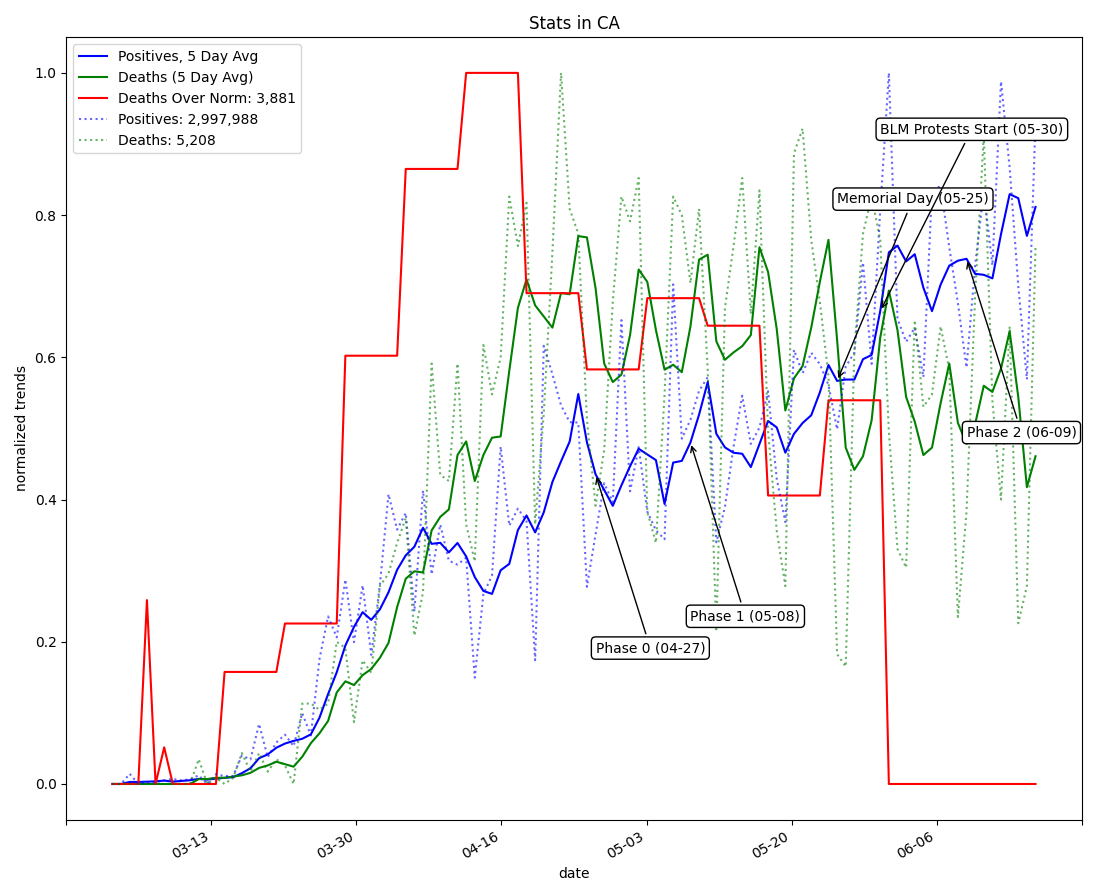 Stats in CA
Positives, 5 Day Avg
Deaths (5 Day Avg)
Deaths Over Norm: 3,881
Positives: 2,997,988
Deaths: 5,208
BLM Protests Start (05-30)
Memorial Day (05-25)
Phase 2 (06-09)
Phase 1 (05-08)
Phase 0 (04-27)
normalized trends
1.0
0.8
0.6
0.4
0.2
0.0
03-13
03-30
04-16
05-03
05-20
06-06
date